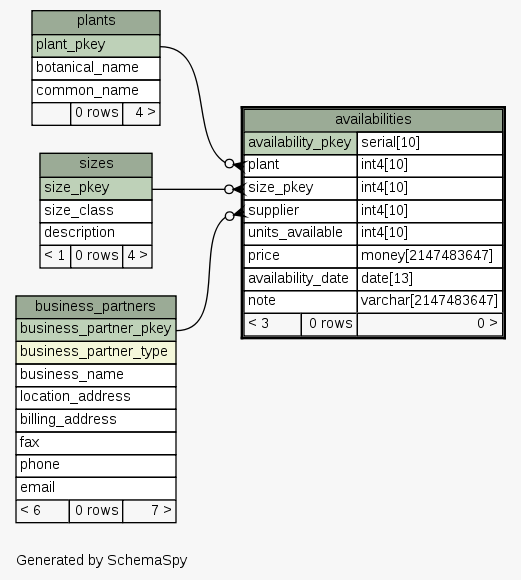 plants
plant_pkey
botanical_name
common_name
0 rows 4 >
sizes
size_pkey
size_class
description
< 1 0 rows 4 >
business_partners
business_partner_pkey
business_partner_type
business_name
location_address
billing_address
fax
phone
email
< 6 0 rows 7 >
availabilities
availability_pkey serial[10]
plant int4[10]
size_pkey int4[10]
supplier int4[10]
units_available int4[10]
price money[2147483647]
availability_date date[13]
note varchar[2147483647]
< 3 0 rows 0 >
Generated by SchemaSpy